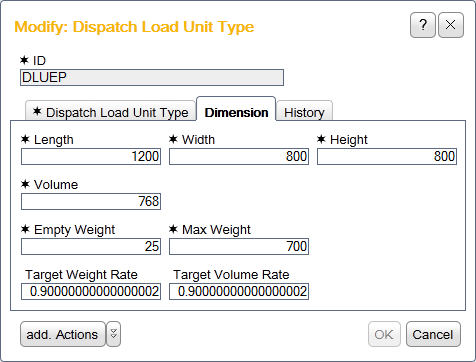 Modify: Dispatch Load Unit Type
? ×
✶ ID
DLUEP
✶ Dispatch Load Unit Type Dimension History
✶ Length ✶ Width ✶ Height
1200 800 800
✶ Volume
768
✶ Empty Weight ✶ Max Weight
25 700
Target Weight Rate Target Volume Rate
0.90000000000000002 0.90000000000000002
add. Actions OK Cancel